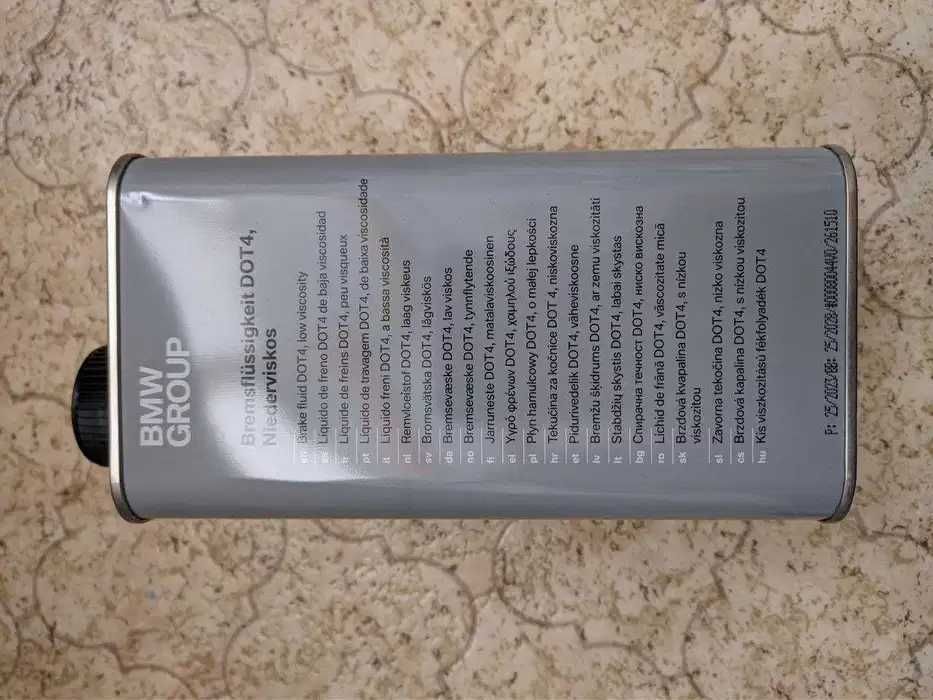 BMW
GROUP
Bremsflüssigkeit DOT4,
Niederviskos
en Brake fluid DOT4, low viscosity
es Líquido de freno DOT4 de baja viscosidad
fr Liquide de freins DOT4, peu visqueux
pt Líquido de travagem DOT4, de baixa viscosidade
it Liquido freni DOT4, a bassa viscosità
nl Remvloeistof DOT4, laag viskeus
sv Bromsvätska DOT4, lågviskös
da Bremsevæske DOT4, lav viskos
no Bremsevæske DOT4, tynnflytende
fi Jarruneste DOT4, matalaviskoosinen
el Υγρό φρένων DOT4, χαμηλού ιξώδους
pl Płyn hamulcowy DOT4, o małej lepkości
hr Tekućina za kočnice DOT 4, niskoviskozna
et Pidurivedelik DOT4, väheviskoosne
lv Bremžu šķidrums DOT4, ar zemu viskozitāti
lt Stabdžių skystis DOT4, labai skystas
bg Спирачна течност DOT4, ниско вискозна
ro Lichid de frână DOT4, vâscozitate mică
sk Brzdová kvapalina DOT4, s nízkou
viskozitou
sl Zavorna tekočina DOT4, nizko viskozna
cs Brzdová kapalina DOT4, s nízkou viskozitou
hu Kis viszkozitású fékfolyadék DOT4
P: 25/2023/BB: 25/2028/